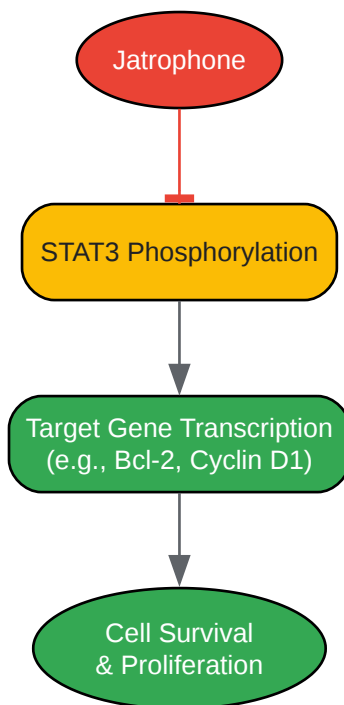 Jatrophone
STAT3 Phosphorylation
Target Gene Transcription
(e.g., Bcl-2, Cyclin D1)
Cell Survival
& Proliferation